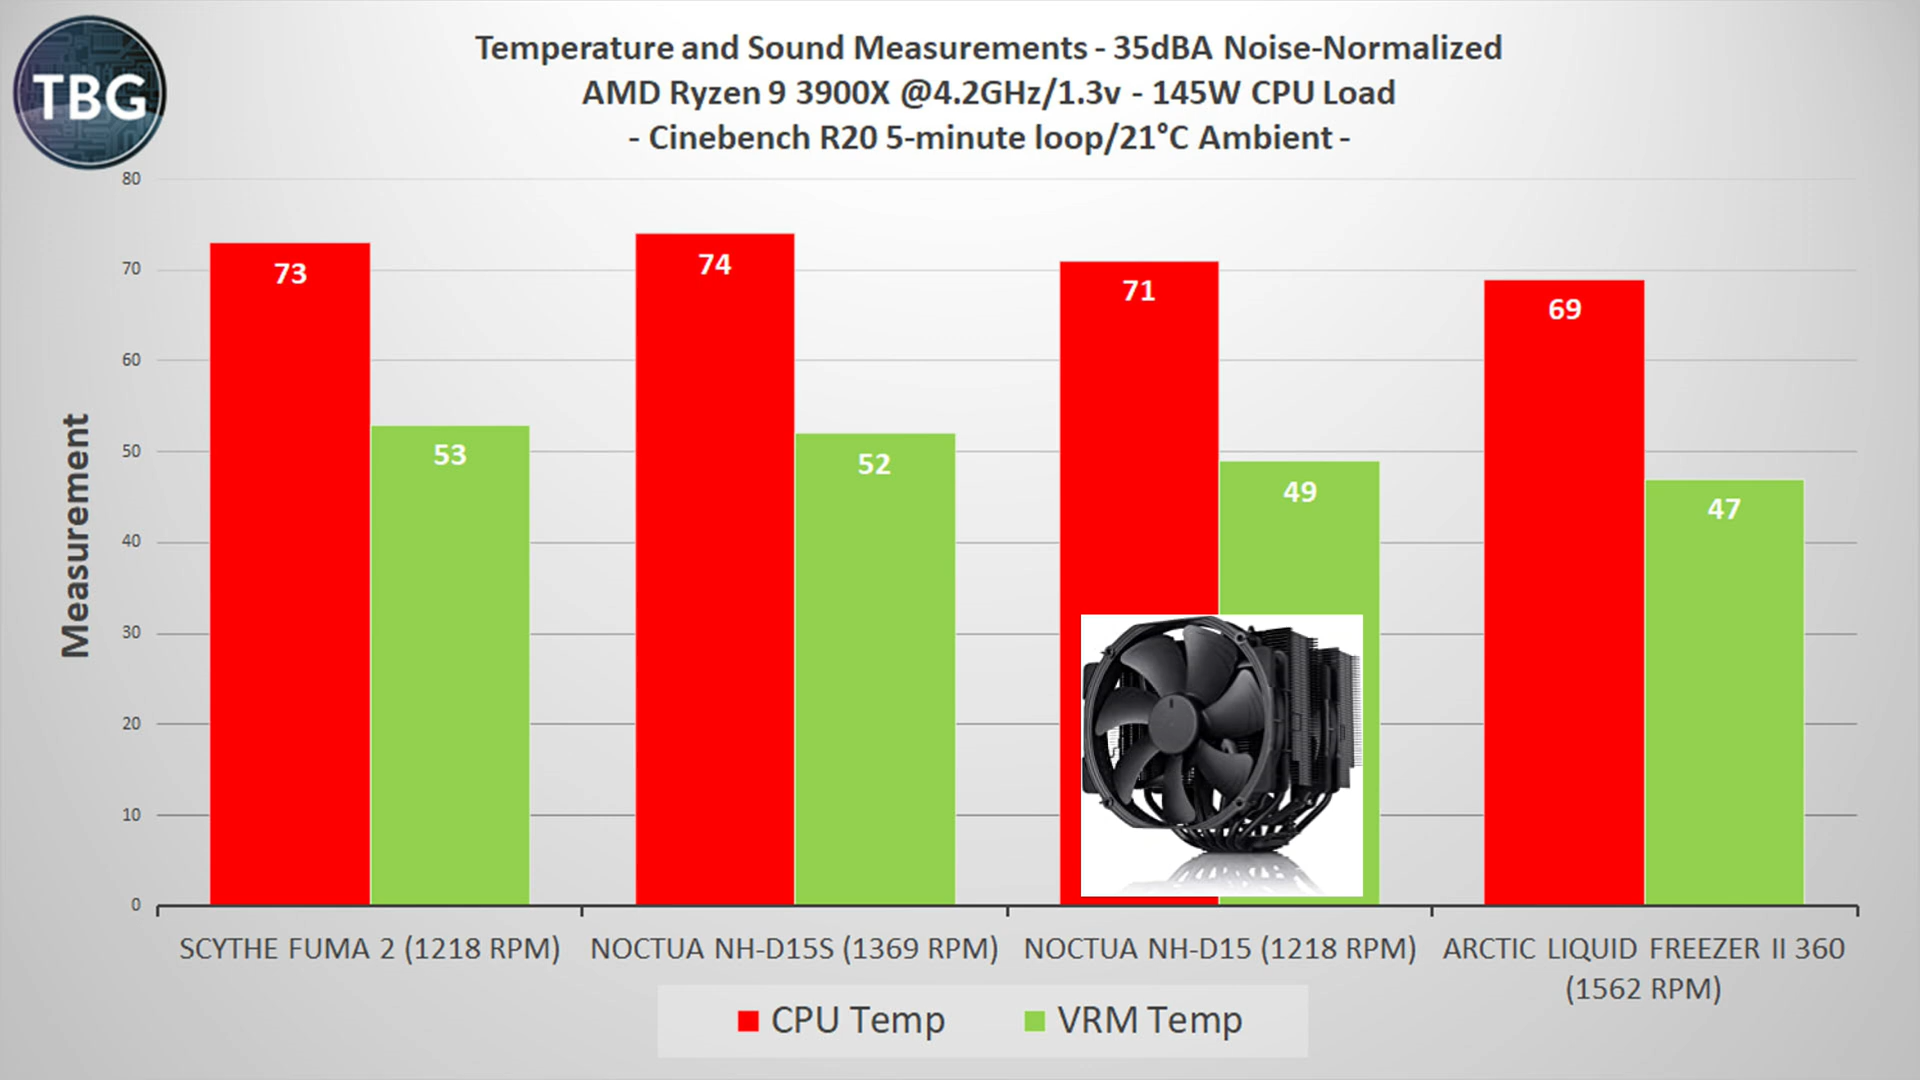 TBG
Temperature and Sound Measurements - 35dBA Noise-Normalized
AMD Ryzen 9 3900X @4.2GHz/1.3v - 145W CPU Load
- Cinebench R20 5-minute loop/21°C Ambient -
Measurement
80
70
60
50
40
30
20
10
0
73
53
74
52
71
49
69
47
SCYTHE FUMA 2 (1218 RPM)
NOCTUA NH-D15S (1369 RPM)
NOCTUA NH-D15 (1218 RPM)
ARCTIC LIQUID FREEZER II 360
(1562 RPM)
CPU Temp
VRM Temp